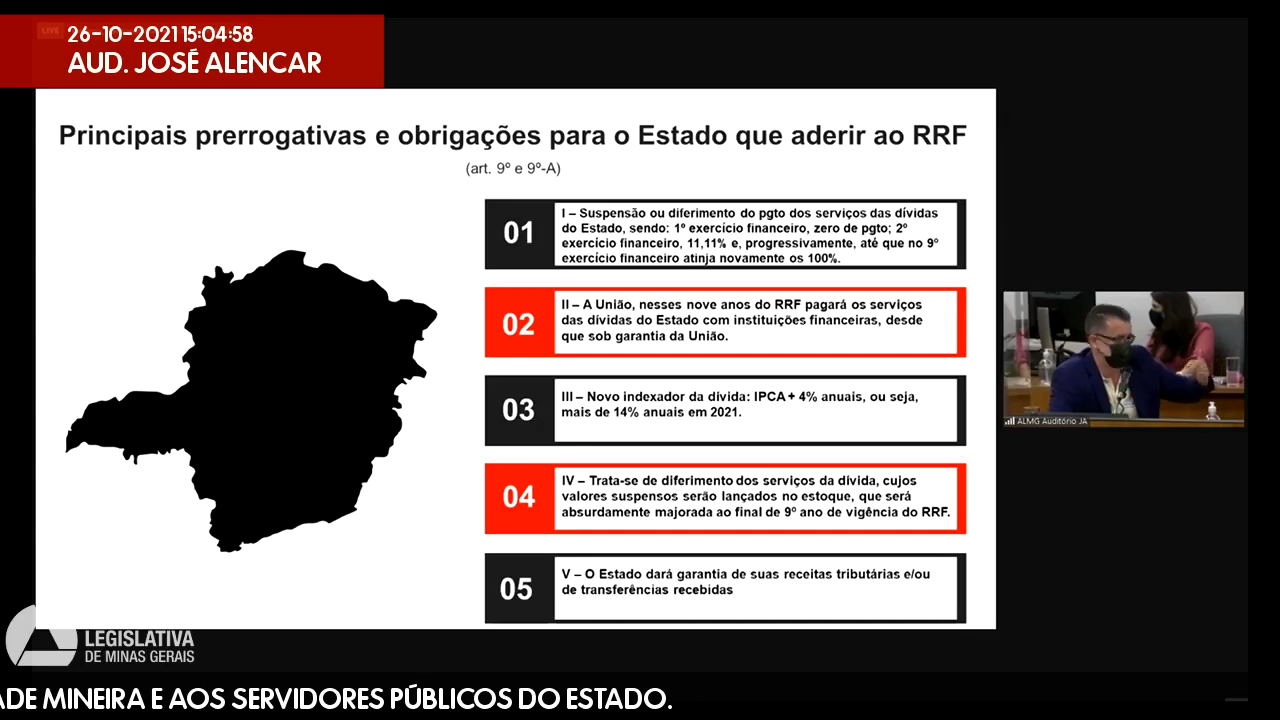 LIVE
26-10-2021 15:04:58
AUD. JOSÉ ALENCAR
Principais prerrogativas e obrigações para o Estado que aderir ao RRF
(art. 9º e 9º-A)
01
I – Suspensão ou diferimento do pgto dos serviços das dívidas
do Estado, sendo: 1º exercício financeiro, zero de pgto; 2º
exercício financeiro, 11,11% e, progressivamente, até que no 9º
exercício financeiro atinja novamente os 100%.
02
II – A União, nesses nove anos do RRF pagará os serviços
das dívidas do Estado com instituições financeiras, desde
que sob garantia da União.
03
III – Novo indexador da dívida: IPCA + 4% anuais, ou seja,
mais de 14% anuais em 2021.
04
IV – Trata-se de diferimento dos serviços da dívida, cujos
valores suspensos serão lançados no estoque, que será
absurdamente majorada ao final de 9º ano de vigência do RRF.
05
V – O Estado dará garantia de suas receitas tributárias e/ou
de transferências recebidas
ALMG Auditório JA
LEGISLATIVA
DE MINAS GERAIS
ADE MINEIRA E AOS SERVIDORES PÚBLICOS DO ESTADO.